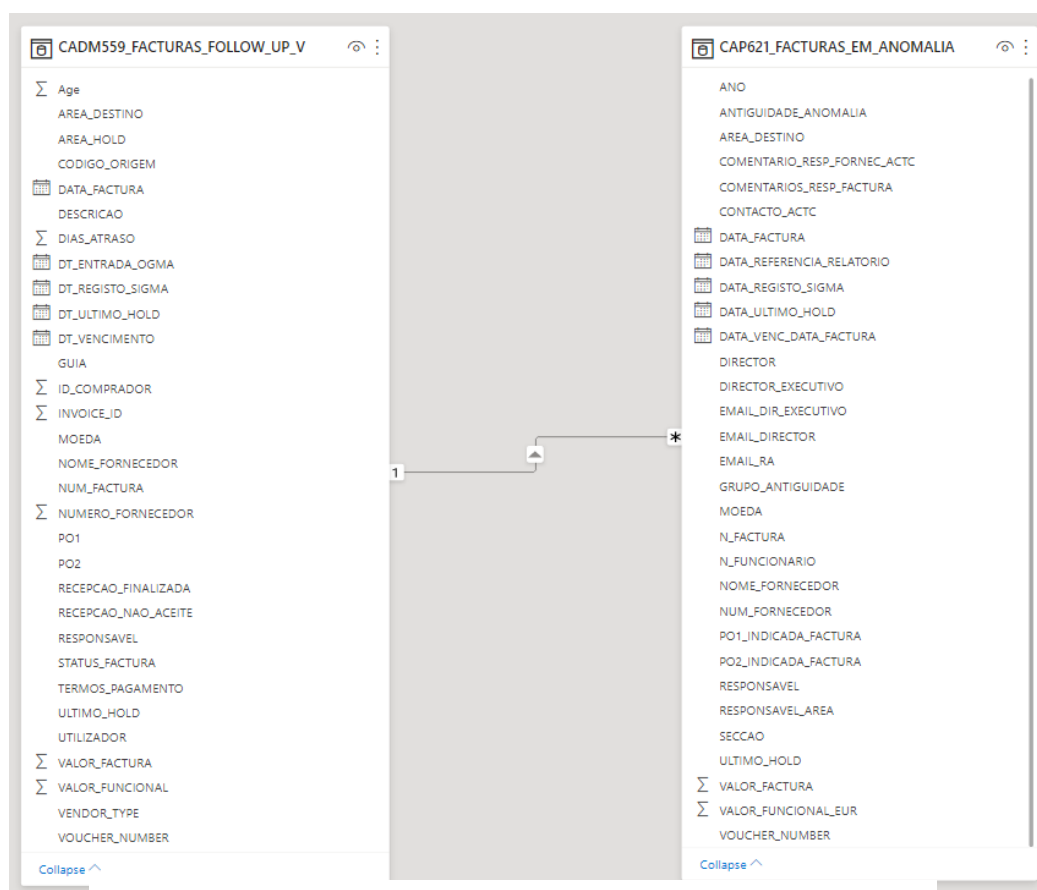 CADM559_FACTURAS_FOLLOW_UP_V
Age
AREA_DESTINO
AREA_HOLD
CODIGO_ORIGEM
DATA_FACTURA
DESCRICAO
DIAS_ATRASO
DT_ENTRADA_OGMA
DT_REGISTO_SIGMA
DT_ULTIMO_HOLD
DT_VENCIMENTO
GUIA
ID_COMPRADOR
INVOICE_ID
MOEDA
NOME_FORNECEDOR
NUM_FACTURA
NUMERO_FORNECEDOR
PO1
PO2
RECEPCAO_FINALIZADA
RECEPCAO_NAO_ACEITE
RESPONSAVEL
STATUS_FACTURA
TERMOS_PAGAMENTO
ULTIMO_HOLD
UTILIZADOR
VALOR_FACTURA
VALOR_FUNCIONAL
VENDOR_TYPE
VOUCHER_NUMBER
Collapse
1
*
CAP621_FACTURAS_EM_ANOMALIA
ANO
ANTIGUIDADE_ANOMALIA
AREA_DESTINO
COMENTARIO_RESP_FORNEC_ACTC
COMENTARIOS_RESP_FACTURA
CONTACTO_ACTC
DATA_FACTURA
DATA_REFERENCIA_RELATORIO
DATA_REGISTO_SIGMA
DATA_ULTIMO_HOLD
DATA_VENC_DATA_FACTURA
DIRECTOR
DIRECTOR_EXECUTIVO
EMAIL_DIR_EXECUTIVO
EMAIL_DIRECTOR
EMAIL_RA
GRUPO_ANTIGUIDADE
MOEDA
N_FACTURA
N_FUNCIONARIO
NOME_FORNECEDOR
NUM_FORNECEDOR
PO1_INDICADA_FACTURA
PO2_INDICADA_FACTURA
RESPONSAVEL
RESPONSAVEL_AREA
SECCAO
ULTIMO_HOLD
VALOR_FACTURA
VALOR_FUNCIONAL_EUR
VOUCHER_NUMBER
Collapse